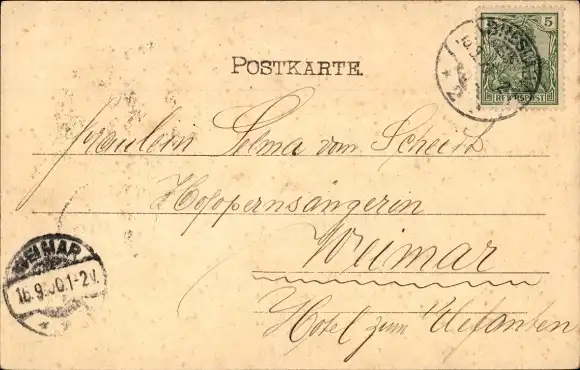 5
REICHSPOST
POSTKARTE
Fräulein Selma vom Scheidt
Hofopernsängerin
Weimar
Hotel zum Elefanten
WEIMAR
16.9.00.1-2N.